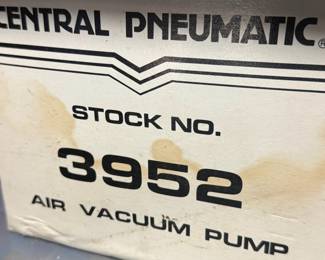 CENTRAL PNEUMATIC®
STOCK NO.
3952
AIR VACUUM PUMP